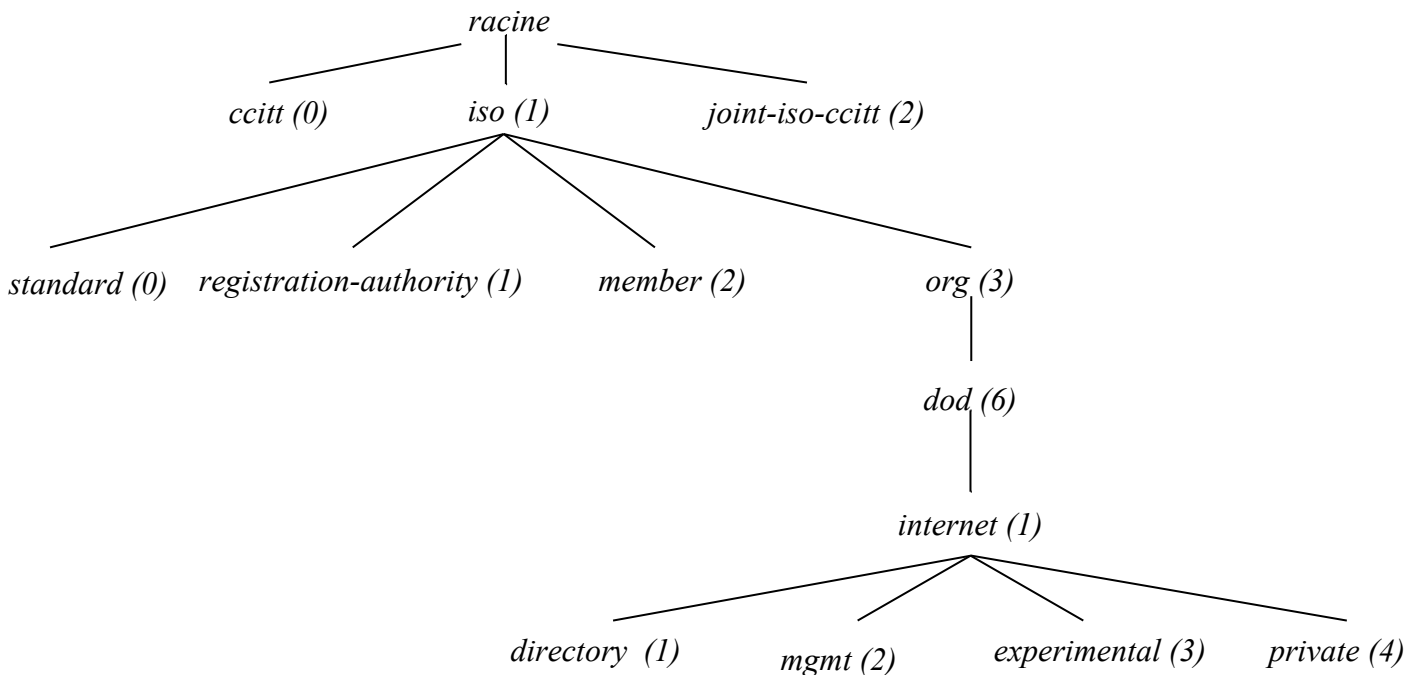 racine
ccitt (0) iso (1) joint-iso-ccitt (2)
standard (0) registration-authority (1) member (2) org (3)
dod (6)
internet (1)
directory (1) mgmt (2) experimental (3) private (4)